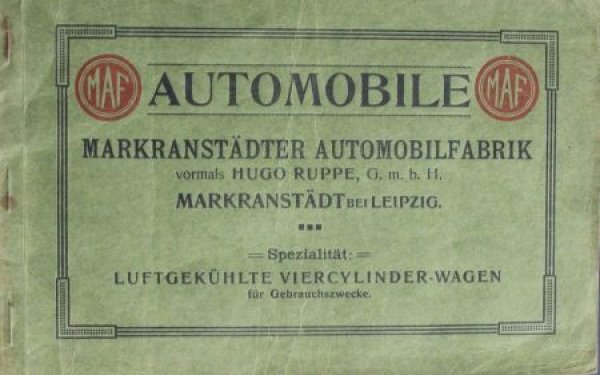 MAF AUTOMOBILE MAF
MARKRANSTÄDTER AUTOMOBILFABRIK
vormals HUGO RUPPE, G. m. b. H.
MARKRANSTÄDT BEI LEIPZIG.
Spezialität:
LUFTGEKÜHLTE VIERCYLINDER-WAGEN
für Gebrauchszwecke.